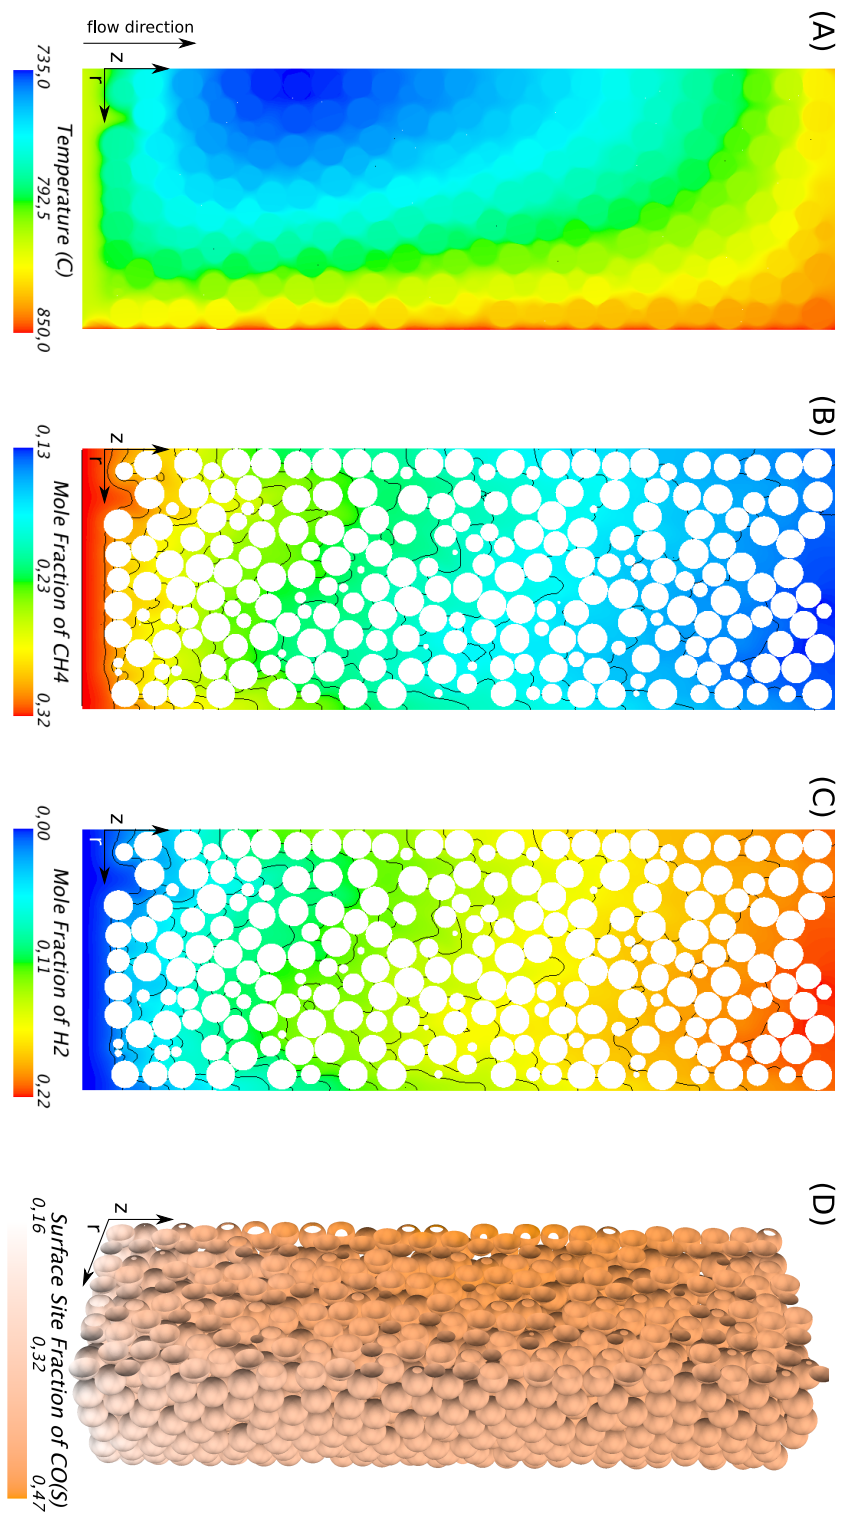 flow direction
(A)
z
r
735,0
792,5
850,0
Temperature (C)
(B)
z
r
0,13
0,23
0,32
Mole Fraction of CH4
(C)
z
r
0,00
0,11
0,22
Mole Fraction of H2
(D)
z
r
0,16
0,32
0,47
Surface Site Fraction of CO(S)